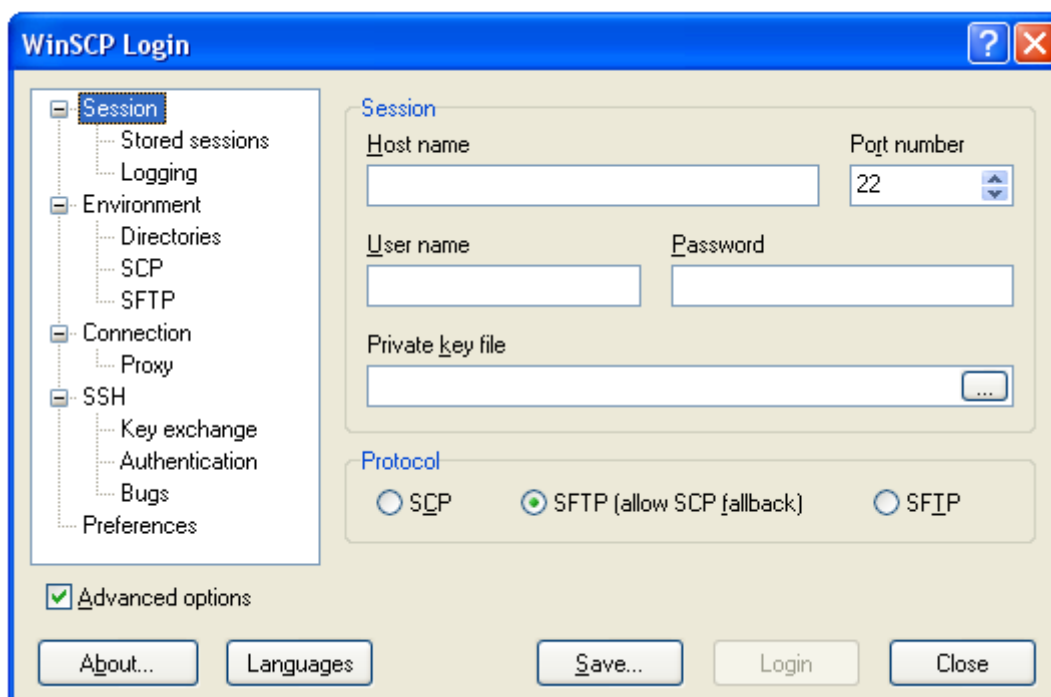 WinSCP Login
Session
Stored sessions
Logging
Environment
Directories
SCP
SFTP
Connection
Proxy
SSH
Key exchange
Authentication
Bugs
Preferences
Advanced options
Session
Host name
Port number
22
User name
Password
Private key file
...
Protocol
SCP
SFTP (allow SCP fallback)
SFTP
About...
Languages
Save...
Login
Close